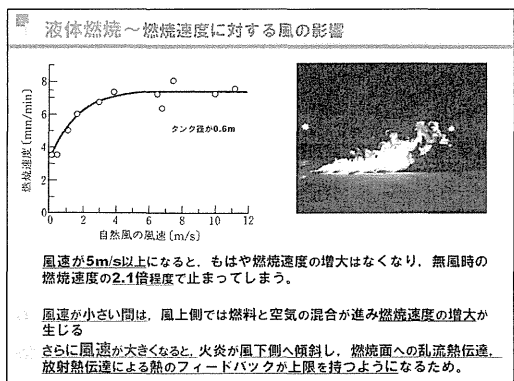 液体燃焼～燃焼速度に対する風の影響
燃焼速度〔mm/min〕
8
6
4
2
0
タンク径が0.6m
0 2 4 6 8 10 12
自然風の風速〔m/s〕
風速が5m/s以上になると，もはや燃焼速度の増大はなくなり，無風時の
燃焼速度の2.1倍程度で止まってしまう。
風速が小さい間は，風上側では燃料と空気の混合が進み燃焼速度の増大が
生じる
さらに風速が大きくなると，火炎が風下側へ傾斜し，燃焼面への乱流熱伝達，
放射熱伝達による熱のフィードバックが上限を持つようになるため。